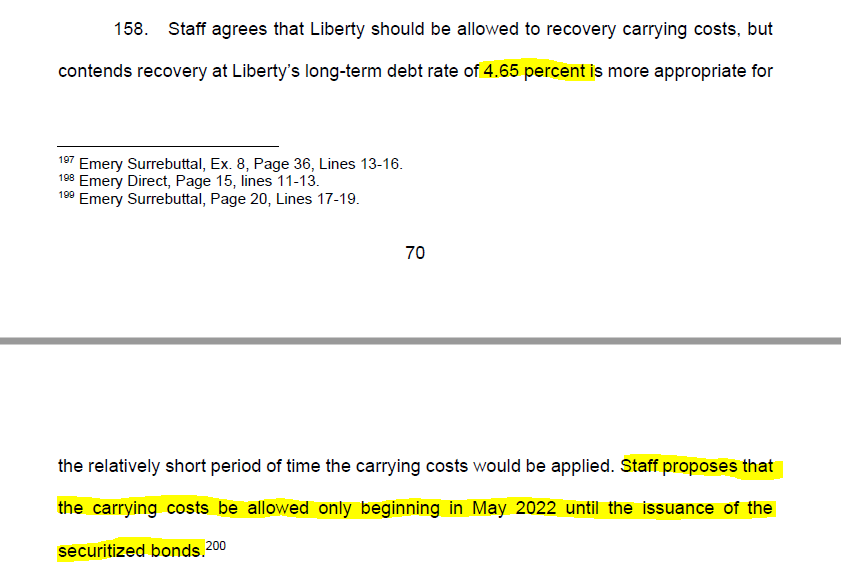 158. Staff agrees that Liberty should be allowed to recovery carrying costs, but
contends recovery at Liberty's long-term debt rate of 4.65 percent is more appropriate for
197 Emery Surrebuttal, Ex. 8, Page 36, Lines 13-16.
198 Emery Direct, Page 15, lines 11-13.
199 Emery Surrebuttal, Page 20, Lines 17-19.
70
the relatively short period of time the carrying costs would be applied. Staff proposes that
the carrying costs be allowed only beginning in May 2022 until the issuance of the
securitized bonds.200